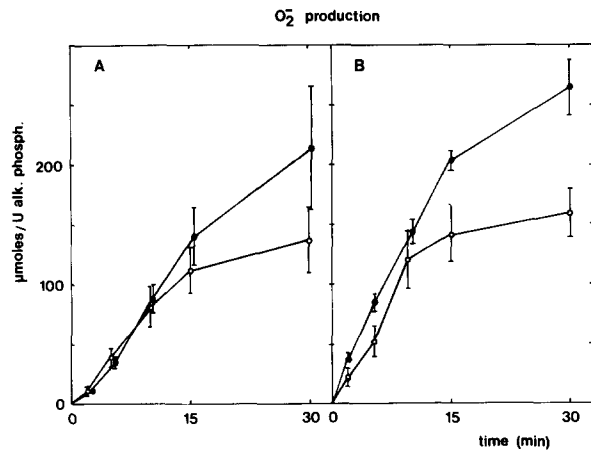 O₂⁻ production
A
B
μmoles / U alk. phosph.
200
100
0
0 15 30
0 15 30
time (min)